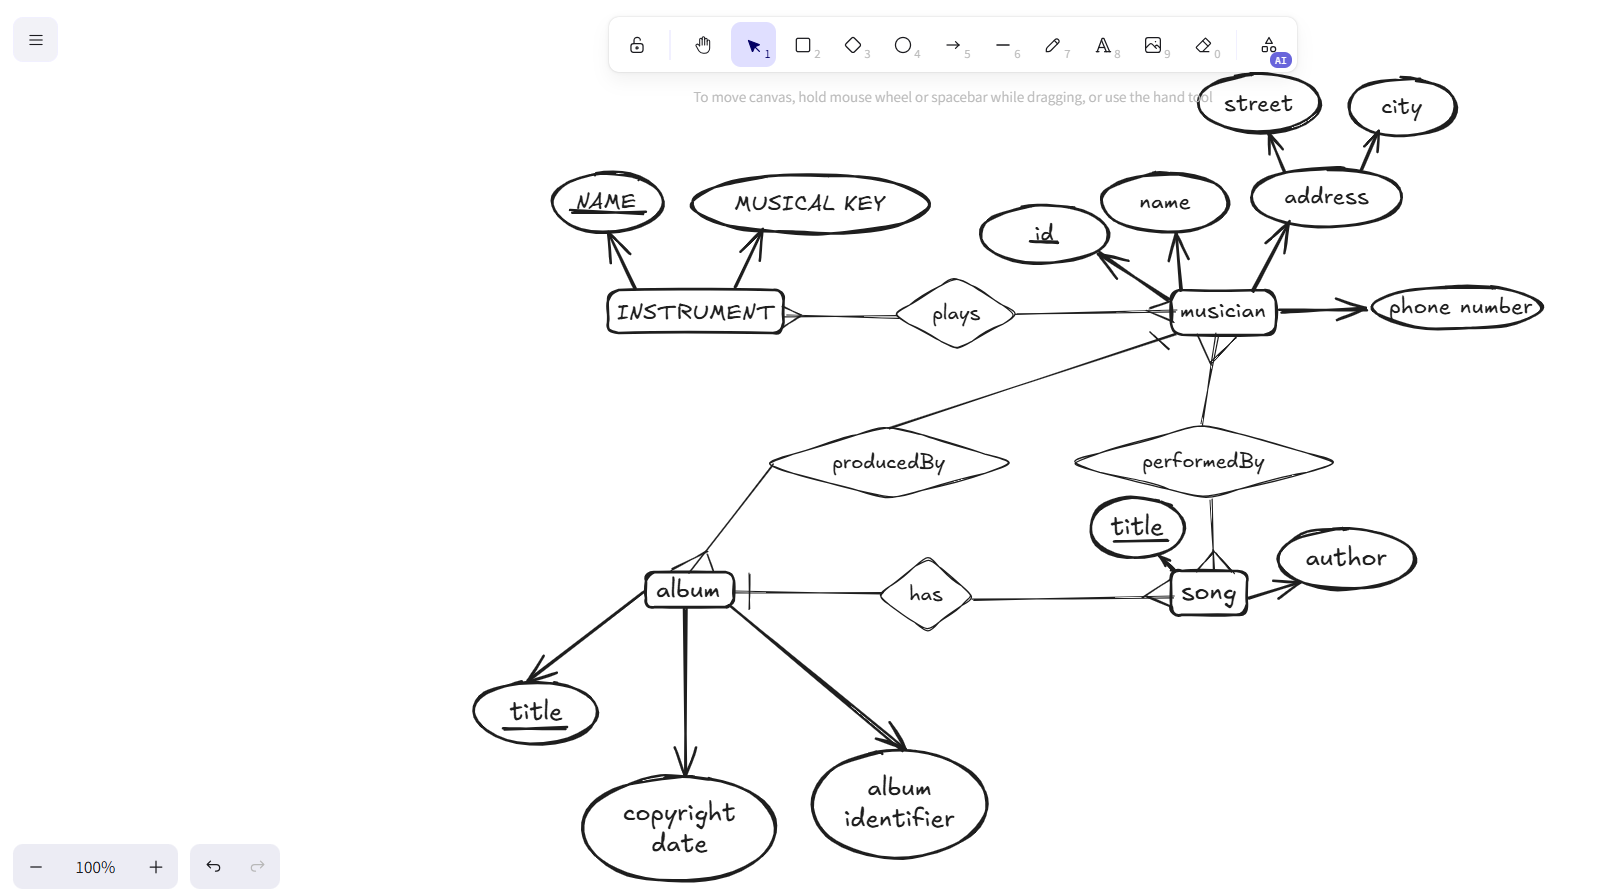 1
2
3
4
5
6
7
8
9
0
AI
To move canvas, hold mouse wheel or spacebar while dragging, or use the hand tool
street
city
NAME
MUSICAL KEY
id
name
address
INSTRUMENT
plays
musician
phone number
producedBy
performedBy
title
author
album
has
song
title
copyright
date
album
identifier
100%